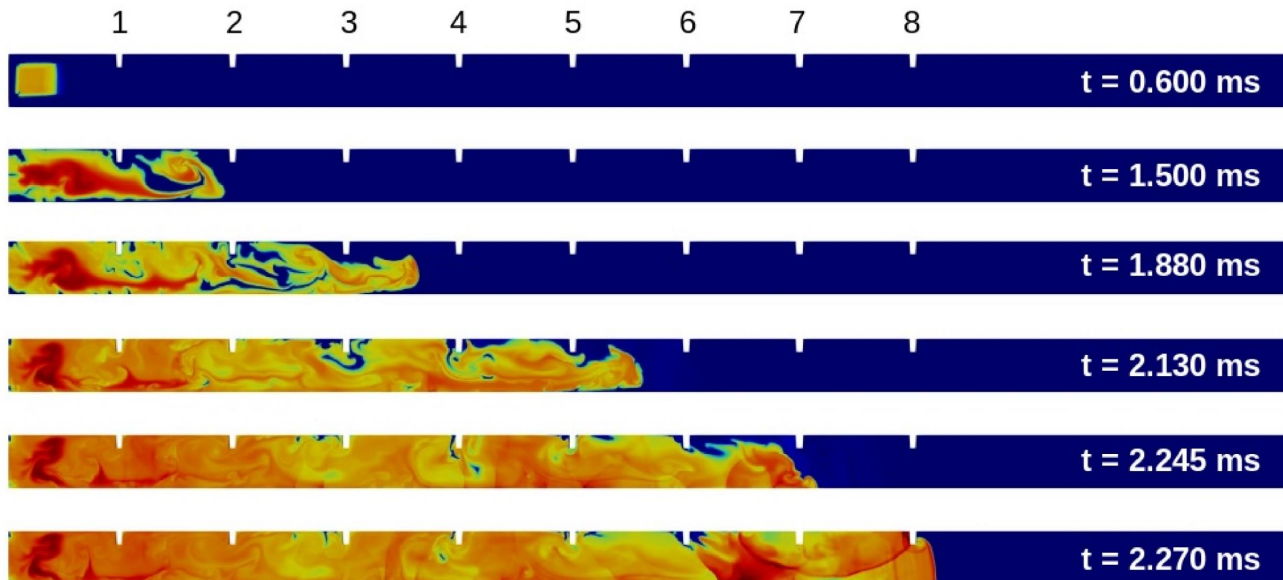 1 2 3 4 5 6 7 8
t = 0.600 ms
t = 1.500 ms
t = 1.880 ms
t = 2.130 ms
t = 2.245 ms
t = 2.270 ms